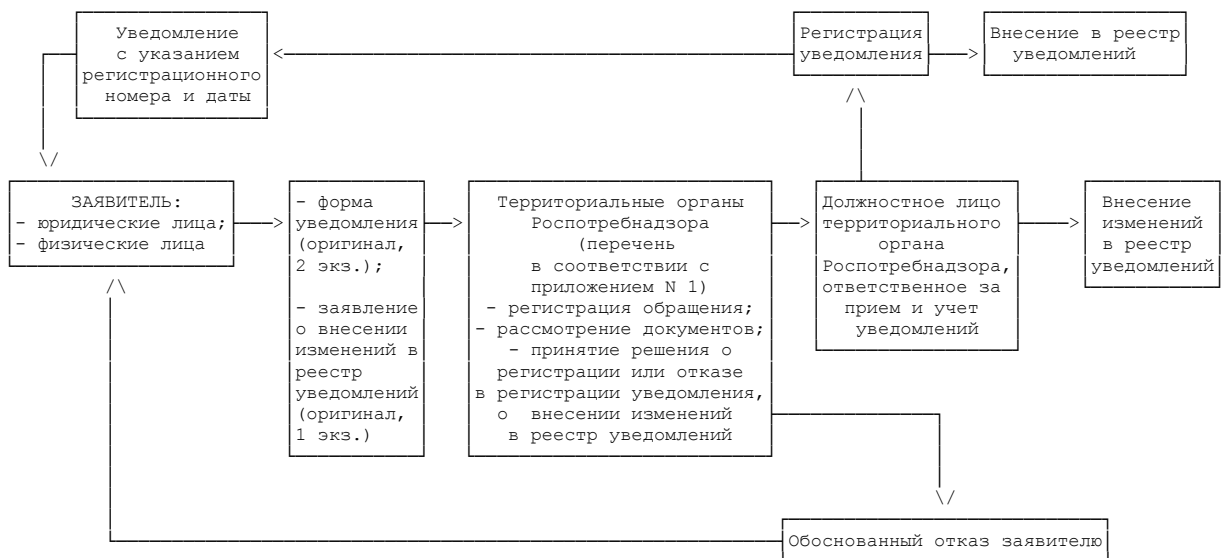 Уведомление
с указанием
регистрационного
номера и даты
Регистрация
уведомления
Внесение в реестр
уведомлений
ЗАЯВИТЕЛЬ:
- юридические лица;
- физические лица
- форма
уведомления
(оригинал,
2 экз.);
- заявление
о внесении
изменений в
реестр
уведомлений
(оригинал,
1 экз.)
Территориальные органы
Роспотребнадзора
(перечень
в соответствии с
приложением N 1)
- регистрация обращения;
- рассмотрение документов;
- принятие решения о
регистрации или отказе
в регистрации уведомления,
о внесении изменений
в реестр уведомлений
Должностное лицо
территориального
органа
Роспотребнадзора,
ответственное за
прием и учет
уведомлений
Внесение
изменений
в реестр
уведомлений
Обоснованный отказ заявителю